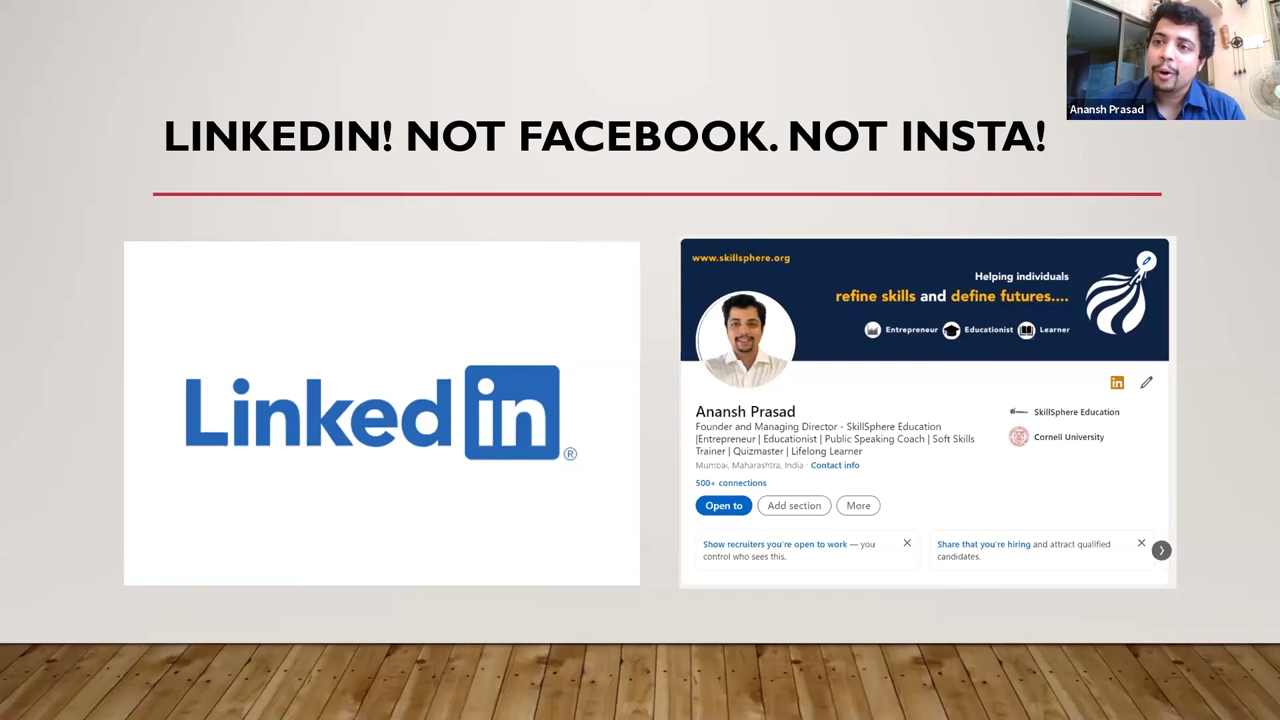 Anansh Prasad
LINKEDIN! NOT FACEBOOK. NOT INSTA!
Linkedin®
www.skillsphere.org
Helping individuals
refine skills and define futures....
Entrepreneur Educationist Learner
in
Anansh Prasad
Founder and Managing Director - SkillSphere Education
|Entrepreneur | Educationist | Public Speaking Coach | Soft Skills
Trainer | Quizmaster | Lifelong Learner
Mumbai, Maharashtra, India · Contact info
500+ connections
SkillSphere Education
Cornell University
Open to
Add section
More
Show recruiters you're open to work — you
control who sees this.
Share that you're hiring and attract qualified
candidates.